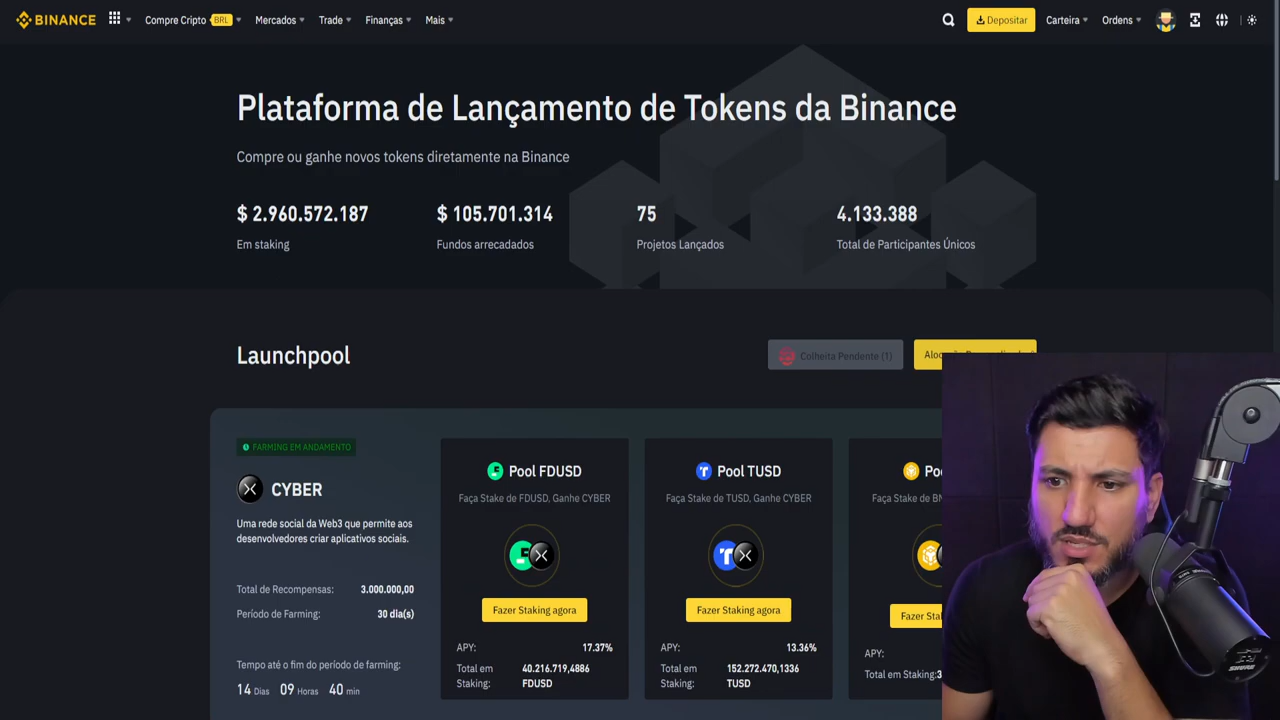 BINANCE
Compre Cripto BRL
Mercados
Trade
Finanças
Mais
Depositar
Carteira
Ordens
Plataforma de Lançamento de Tokens da Binance
Compre ou ganhe novos tokens diretamente na Binance
$ 2.960.572.187
$ 105.701.314
75
4.133.388
Em staking
Fundos arrecadados
Projetos Lançados
Total de Participantes Únicos
Launchpool
Colheita Pendente (1)
FARMING EM ANDAMENTO
CYBER
Uma rede social da Web3 que permite aos
desenvolvedores criar aplicativos sociais.
Total de Recompensas: 3.000.000,00
Período de Farming: 30 dia(s)
Tempo até o fim do período de farming:
14 Dias 09 Horas 40 min
Pool FDUSD
Faça Stake de FDUSD, Ganhe CYBER
Fazer Staking agora
APY: 17.37%
Total em 40.216.719,4886
Staking: FDUSD
Pool TUSD
Faça Stake de TUSD, Ganhe CYBER
Fazer Staking agora
APY: 13.36%
Total em 152.272.470,1336
Staking: TUSD
Faça Stake de
Fazer
APY:
Total em Staking:
SHURE